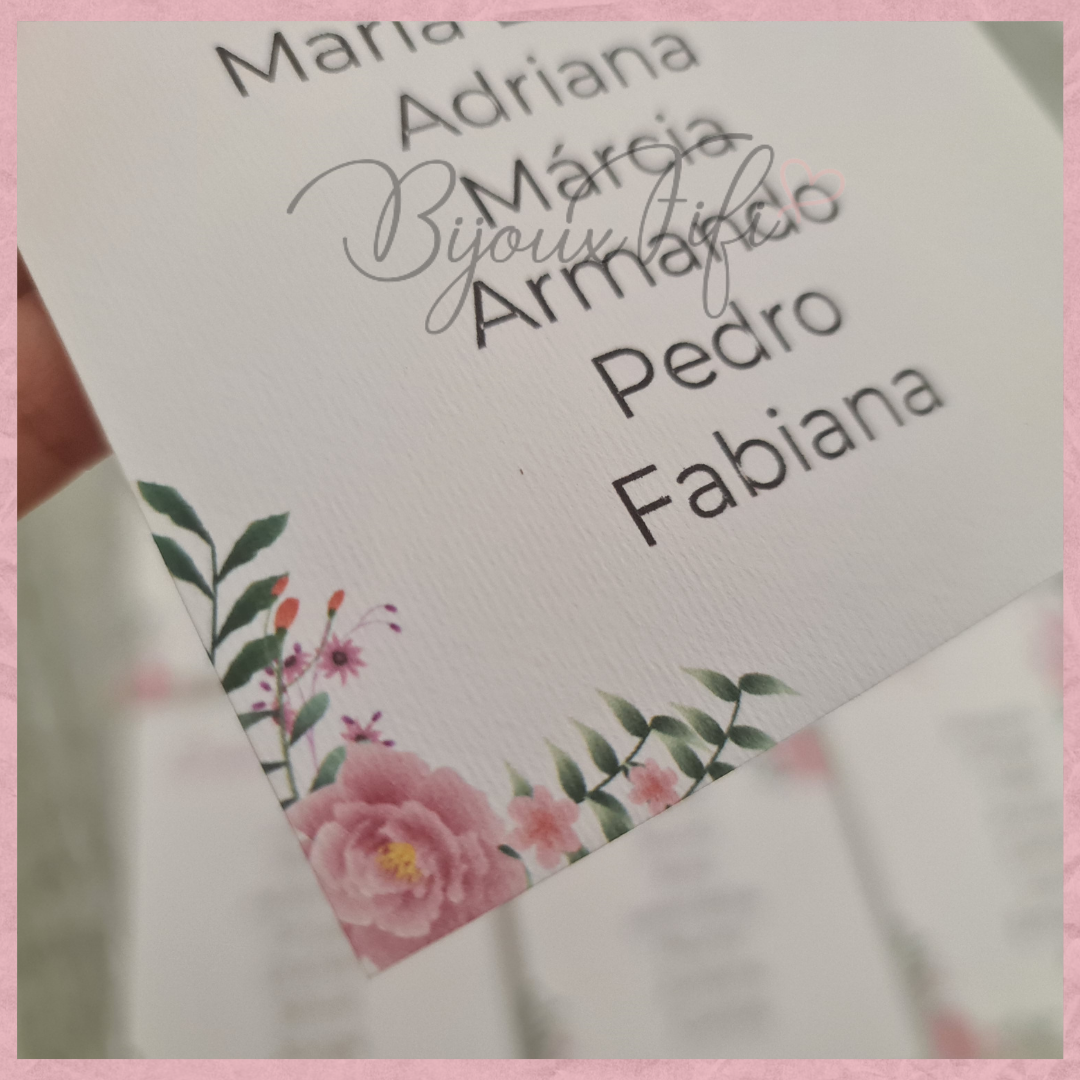 Maria
Adriana
Márcia
Bijoux Fifi
Armando
Pedro
Fabiana